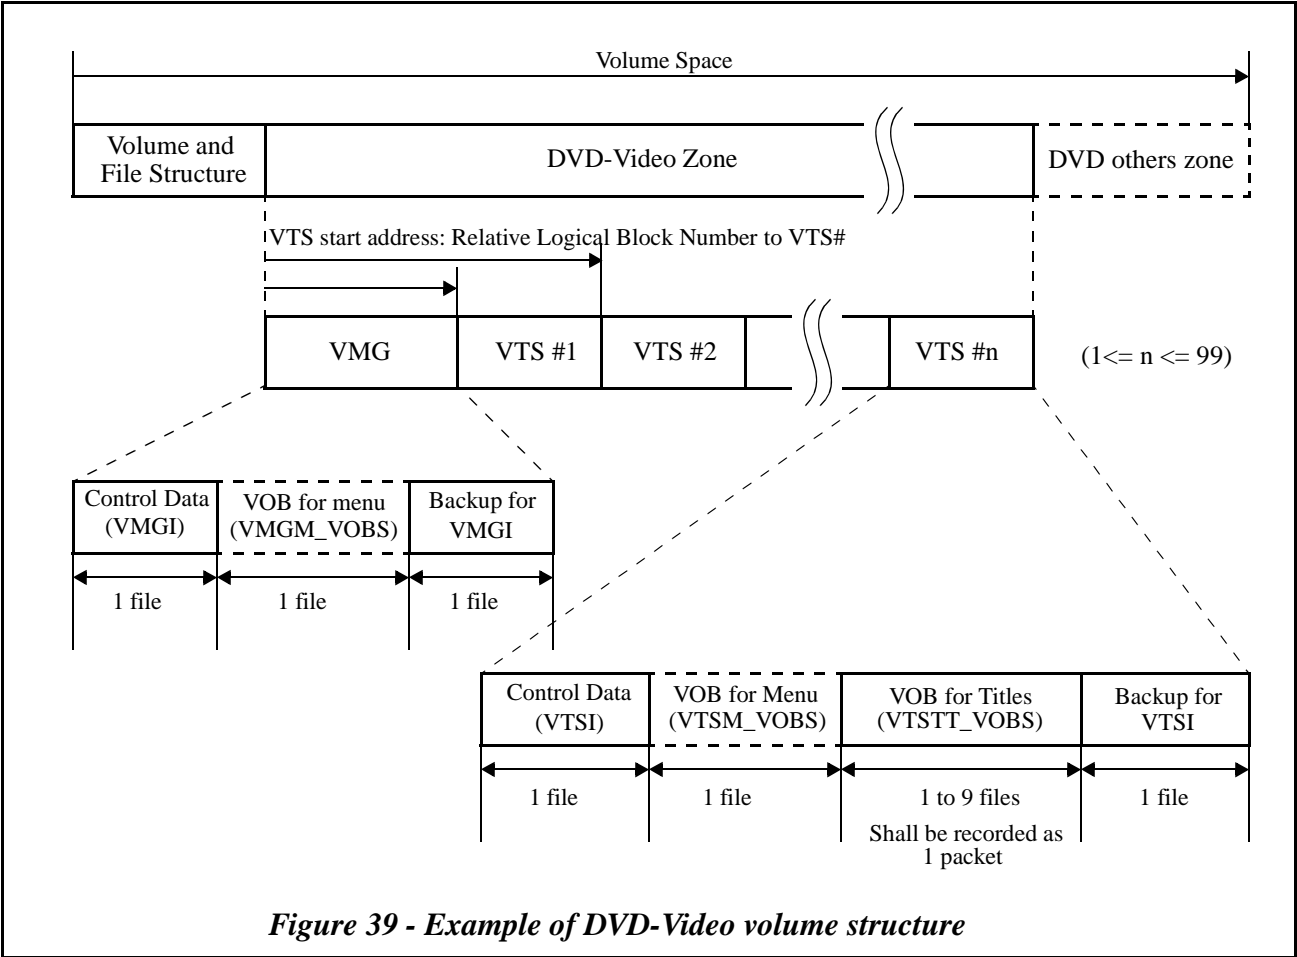 Volume Space
Volume and
File Structure
DVD-Video Zone
DVD others zone
VTS start address: Relative Logical Block Number to VTS#
VMG
VTS #1
VTS #2
VTS #n
(1<= n <= 99)
Control Data
(VMGI)
VOB for menu
(VMGM_VOBS)
Backup for
VMGI
1 file
1 file
1 file
Control Data
(VTSI)
VOB for Menu
(VTSM_VOBS)
VOB for Titles
(VTSTT_VOBS)
Backup for
VTSI
1 file
1 file
1 to 9 files
1 file
Shall be recorded as
1 packet
Figure 39 - Example of DVD-Video volume structure